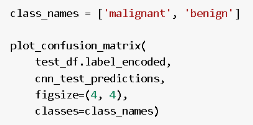 class_names = ['malignant', 'benign']
plot_confusion_matrix(
    test_df.label_encoded,
    cnn_test_predictions,
    figsize=(4, 4),
    classes=class_names)